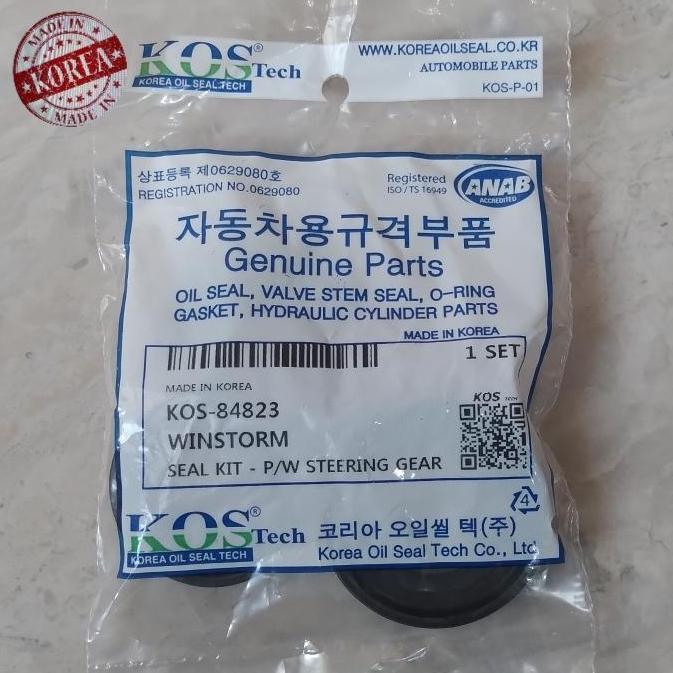 MADE IN
KOREA
MADE IN
KOS® Tech
KOREA OIL SEAL TECH
WWW.KOREAOILSEAL.CO.KR
AUTOMOBILE PARTS
KOS-P-01
상표등록 제0629080호
REGISTRATION NO.0629080
Registered
ISO / TS 16949
ANAB
ACCREDITED
자동차용규격부품
Genuine Parts
OIL SEAL, VALVE STEM SEAL, O-RING
GASKET, HYDRAULIC CYLINDER PARTS
MADE IN KOREA
1 SET
MADE IN KOREA
KOS-84823
WINSTORM
SEAL KIT - P/W STEERING GEAR
KOS TECH
4
KOS® Tech
KOREA OIL SEAL TECH
코리아 오일씰 텍(주)
Korea Oil Seal Tech Co., Ltd